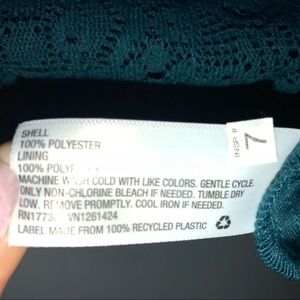 SHELL
100% POLYESTER
LINING
100% POLYESTER
MACHINE WASH COLD WITH LIKE COLORS. GENTLE CYCLE.
ONLY NON-CHLORINE BLEACH IF NEEDED. TUMBLE DRY
LOW. REMOVE PROMPTLY. COOL IRON IF NEEDED.
VN1261424
LABEL MADE FROM 100% RECYCLED PLASTIC
INSP #
7